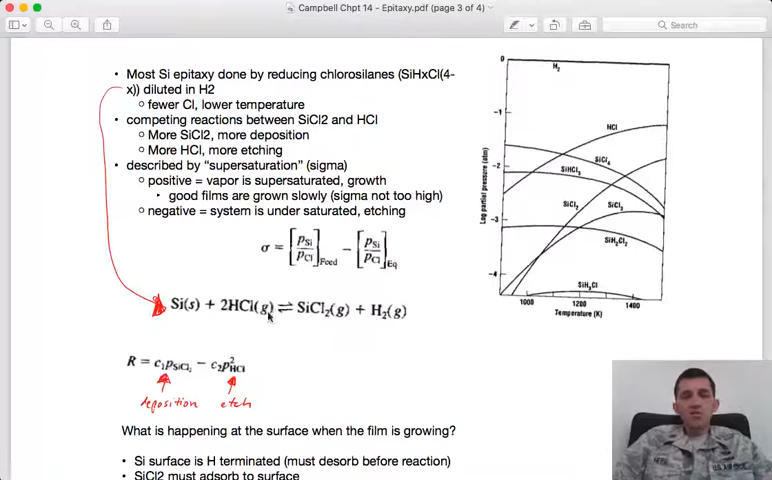 Campbell Chpt 14 - Epitaxy.pdf (page 3 of 4)
Search
• Most Si epitaxy done by reducing chlorosilanes (SiHxCl(4-
x)) diluted in H2
○ fewer Cl, lower temperature
• competing reactions between SiCl2 and HCl
○ More SiCl2, more deposition
○ More HCl, more etching
• described by "supersaturation" (sigma)
○ positive = vapor is supersaturated, growth
‣ good films are grown slowly (sigma not too high)
○ negative = system is under saturated, etching
σ = [pSi/pCl]Feed − [pSi/pCl]Eq
Si(s) + 2HCl(g) ⇌ SiCl₂(g) + H₂(g)
R = c₁pSiCl₂ − c₂p²HCl
deposition etch
What is happening at the surface when the film is growing?
• Si surface is H terminated (must desorb before reaction)
• SiCl2 must adsorb to surface
Log partial pressure (atm)
0
−1
−2
−3
−4
H₂
HCl
SiCl₄
SiHCl₃
SiCl₂
SiCl₃
SiH₂Cl₂
SiH₃Cl
1000 1200 1400
Temperature (K)
U.S. AIR FORCE